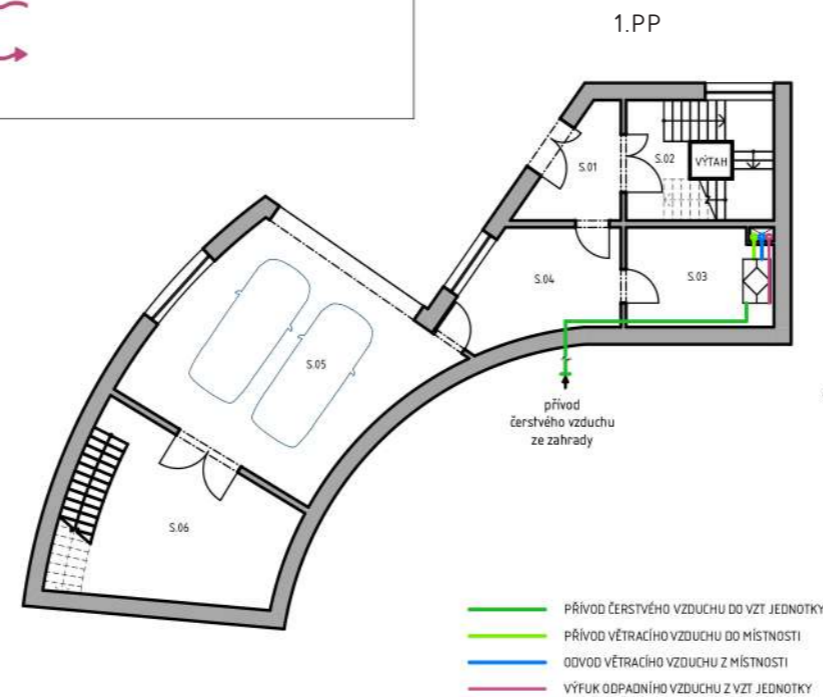 1.PP
S.01
S.02
VÝTAH
S.04
S.03
S.05
přívod
čerstvého vzduchu
ze zahrady
S.06
PŘÍVOD ČERSTVÉHO VZDUCHU DO VZT JEDNOTKY
PŘÍVOD VĚTRACÍHO VZDUCHU DO MÍSTNOSTI
ODVOD VĚTRACÍHO VZDUCHU Z MÍSTNOSTI
VÝFUK ODPADNÍHO VZDUCHU Z VZT JEDNOTKY